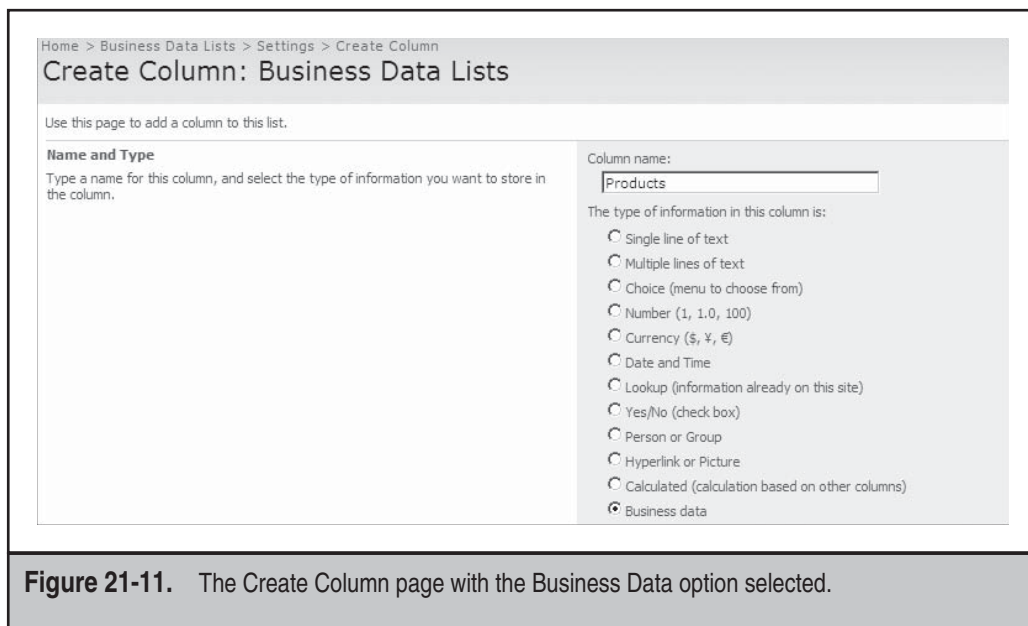 Home > Business Data Lists > Settings > Create Column
Create Column: Business Data Lists
Use this page to add a column to this list.
Name and Type
Type a name for this column, and select the type of information you want to store in
the column.
Column name:
Products
The type of information in this column is:
Single line of text
Multiple lines of text
Choice (menu to choose from)
Number (1, 1.0, 100)
Currency ($, ¥, €)
Date and Time
Lookup (information already on this site)
Yes/No (check box)
Person or Group
Hyperlink or Picture
Calculated (calculation based on other columns)
Business data
Figure 21-11. The Create Column page with the Business Data option selected.